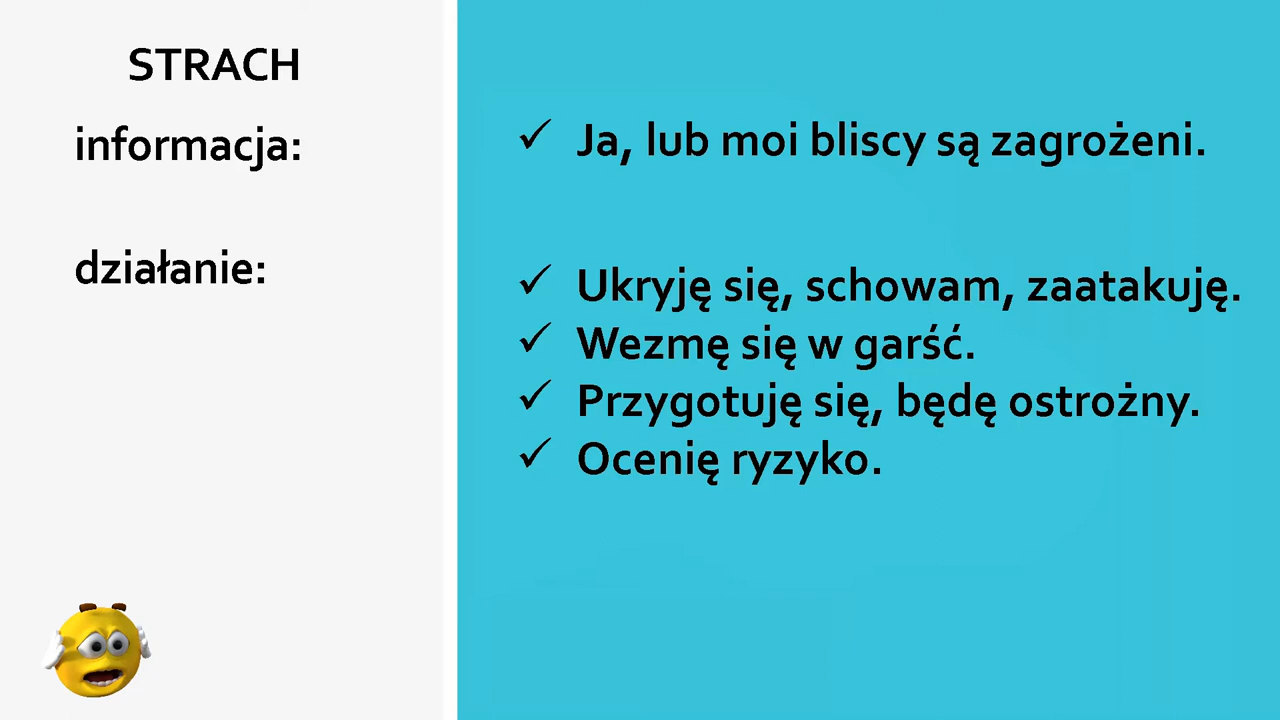 STRACH
informacja:
Ja, lub moi bliscy są zagrożeni.
działanie:
Ukryję się, schowam, zaatakuję.
Wezmę się w garść.
Przygotuję się, będę ostrożny.
Ocenię ryzyko.